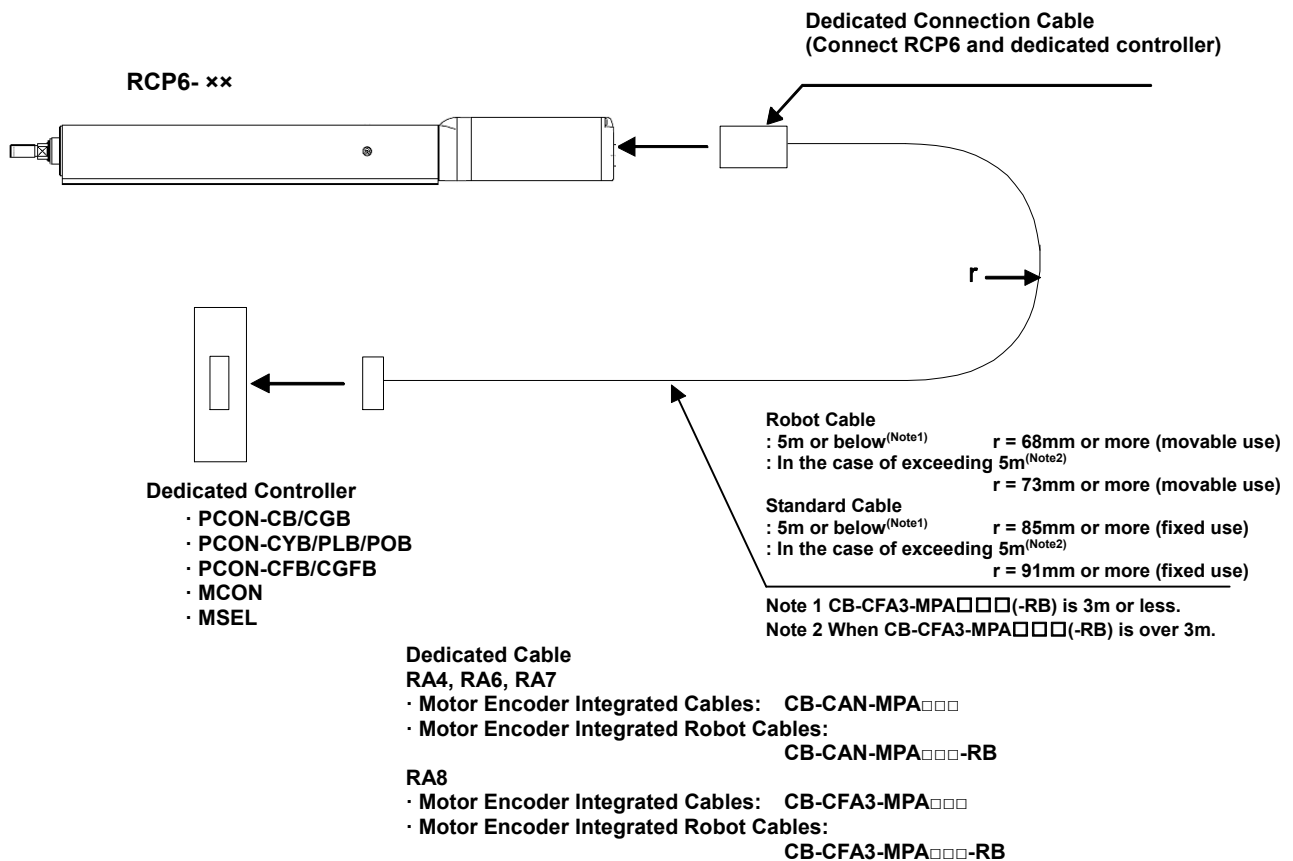 Dedicated Connection Cable
(Connect RCP6 and dedicated controller)
RCP6- ××
r
Robot Cable
: 5m or below(Note1) r = 68mm or more (movable use)
: In the case of exceeding 5m(Note2)
r = 73mm or more (movable use)
Standard Cable
: 5m or below(Note1) r = 85mm or more (fixed use)
: In the case of exceeding 5m(Note2)
r = 91mm or more (fixed use)
Note 1 CB-CFA3-MPA□□□(-RB) is 3m or less.
Note 2 When CB-CFA3-MPA□□□(-RB) is over 3m.
Dedicated Controller
· PCON-CB/CGB
· PCON-CYB/PLB/POB
· PCON-CFB/CGFB
· MCON
· MSEL
Dedicated Cable
RA4, RA6, RA7
· Motor Encoder Integrated Cables: CB-CAN-MPA□□□
· Motor Encoder Integrated Robot Cables:
CB-CAN-MPA□□□-RB
RA8
· Motor Encoder Integrated Cables: CB-CFA3-MPA□□□
· Motor Encoder Integrated Robot Cables:
CB-CFA3-MPA□□□-RB